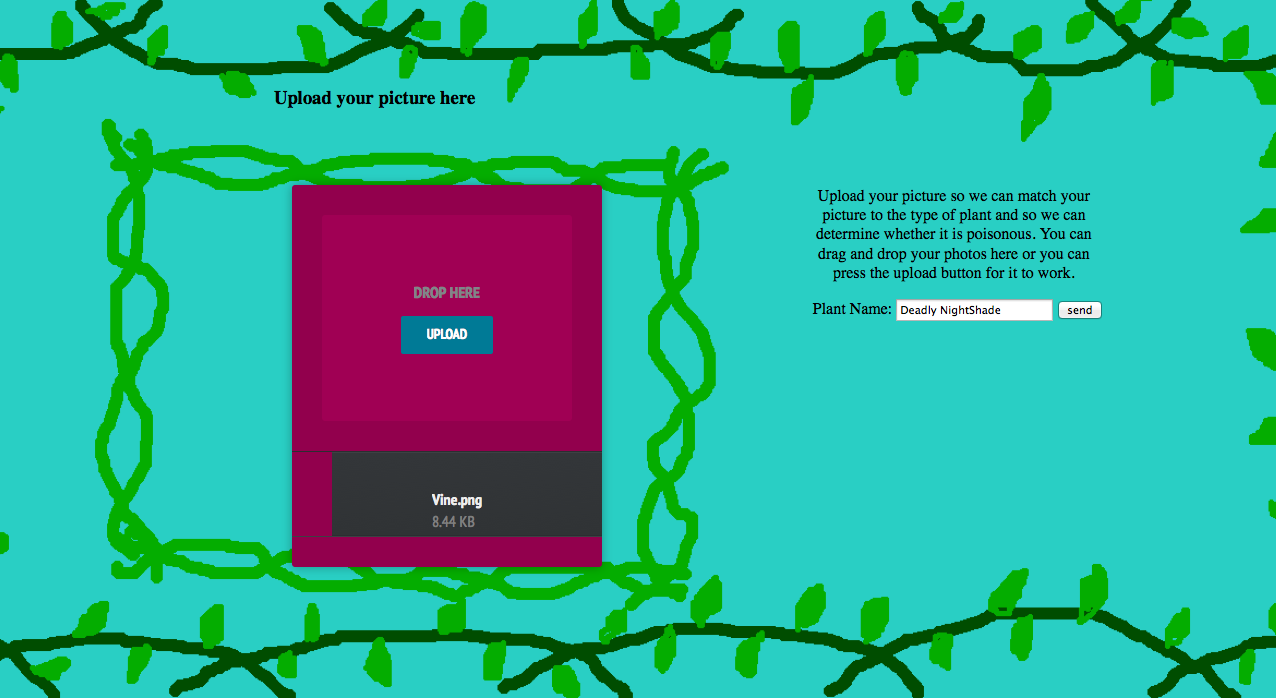 Upload your picture here
DROP HERE
UPLOAD
Vine.png
8.44 KB
Upload your picture so we can match your
picture to the type of plant and so we can
determine whether it is poisonous. You can
drag and drop your photos here or you can
press the upload button for it to work.
Plant Name: Deadly NightShade send